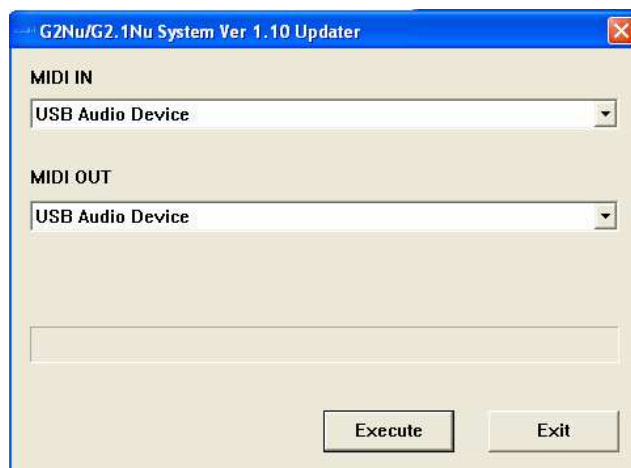 G2Nu/G2.1Nu System Ver 1.10 Updater
MIDI IN
USB Audio Device
MIDI OUT
USB Audio Device
Execute Exit